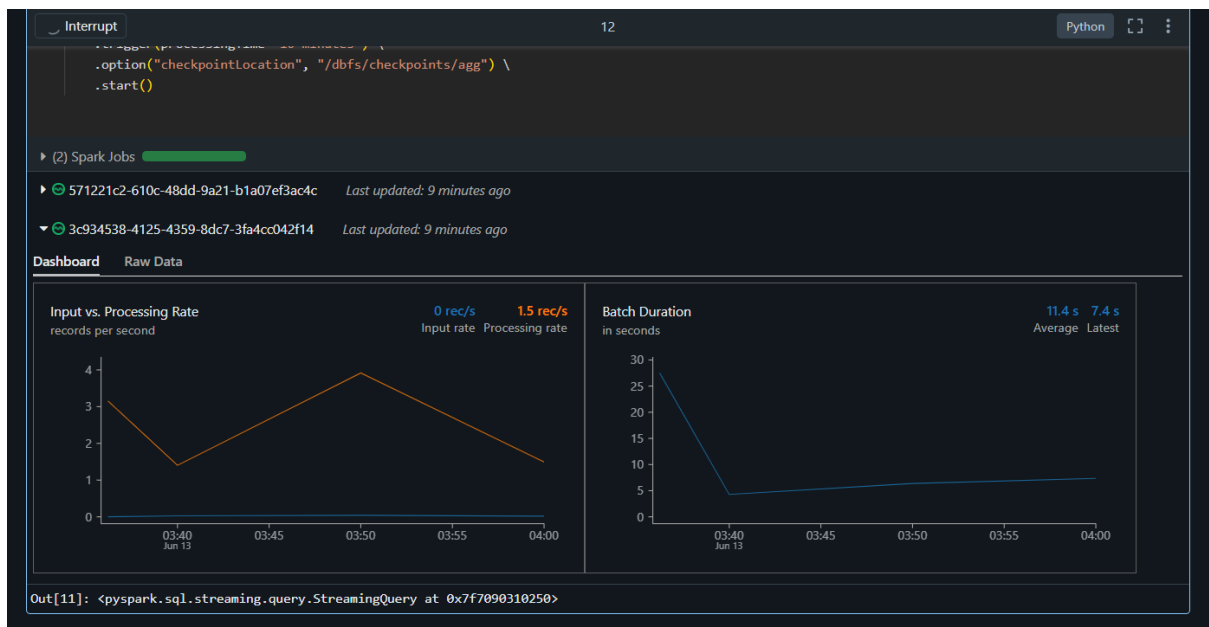 Interrupt
12
Python
.trigger(processingTime="10 minutes") \
.option("checkpointLocation", "/dbfs/checkpoints/agg") \
.start()
(2) Spark Jobs
571221c2-610c-48dd-9a21-b1a07ef3ac4c Last updated: 9 minutes ago
3c934538-4125-4359-8dc7-3fa4cc042f14 Last updated: 9 minutes ago
Dashboard Raw Data
Input vs. Processing Rate
records per second
0 rec/s 1.5 rec/s
Input rate Processing rate
4
3
2
1
0
03:40 03:45 03:50 03:55 04:00
Jun 13
Batch Duration
in seconds
11.4 s 7.4 s
Average Latest
30
25
20
15
10
5
0
03:40 03:45 03:50 03:55 04:00
Jun 13
Out[11]: <pyspark.sql.streaming.query.StreamingQuery at 0x7f7090310250>